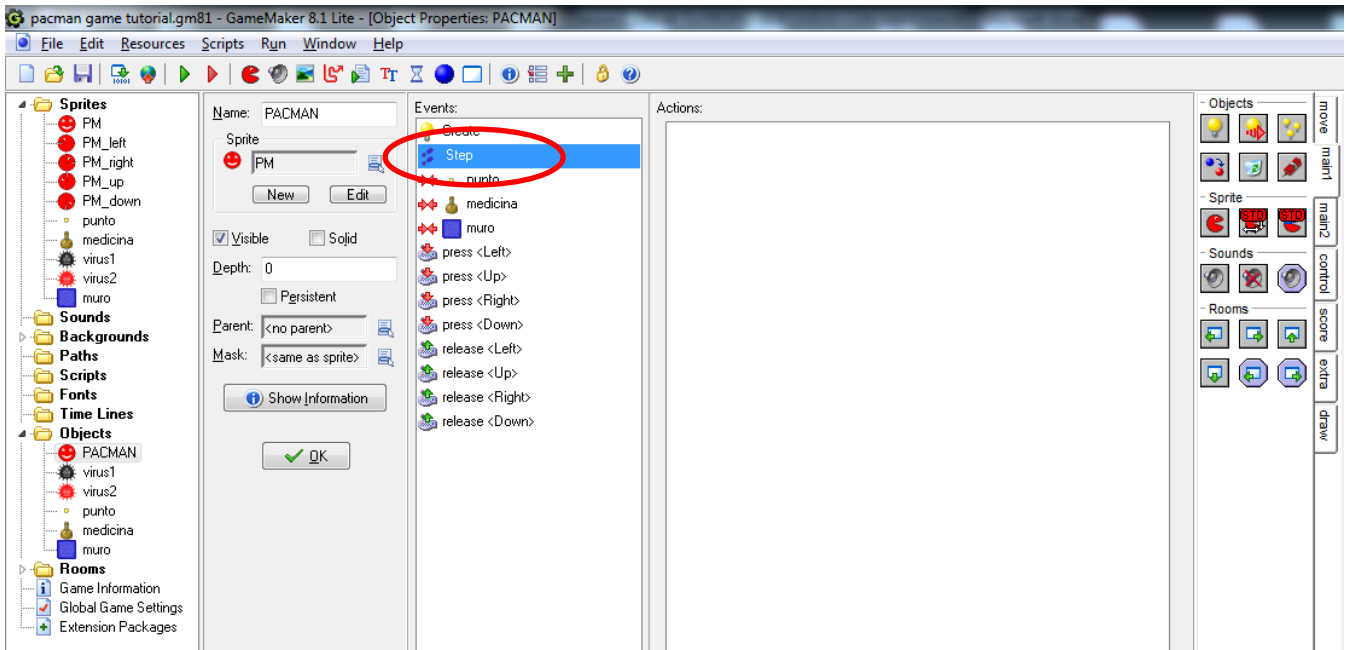 pacman game tutorial.gm81 - GameMaker 8.1 Lite - [Object Properties: PACMAN]
File Edit Resources Scripts Run Window Help
Sprites
PM
PM_left
PM_right
PM_up
PM_down
punto
medicina
virus1
virus2
muro
Sounds
Backgrounds
Paths
Scripts
Fonts
Time Lines
Objects
PACMAN
virus1
virus2
punto
medicina
muro
Rooms
Game Information
Global Game Settings
Extension Packages
Name: PACMAN
Sprite
PM
New Edit
Visible Solid
Depth: 0
Persistent
Parent: <no parent>
Mask: <same as sprite>
Show Information
OK
Events:
Create
Step
punto
medicina
muro
press <Left>
press <Up>
press <Right>
press <Down>
release <Left>
release <Up>
release <Right>
release <Down>
Actions:
Objects
Sprite
STO STO
Sounds
Rooms
move
main1
main2
control
score
extra
draw